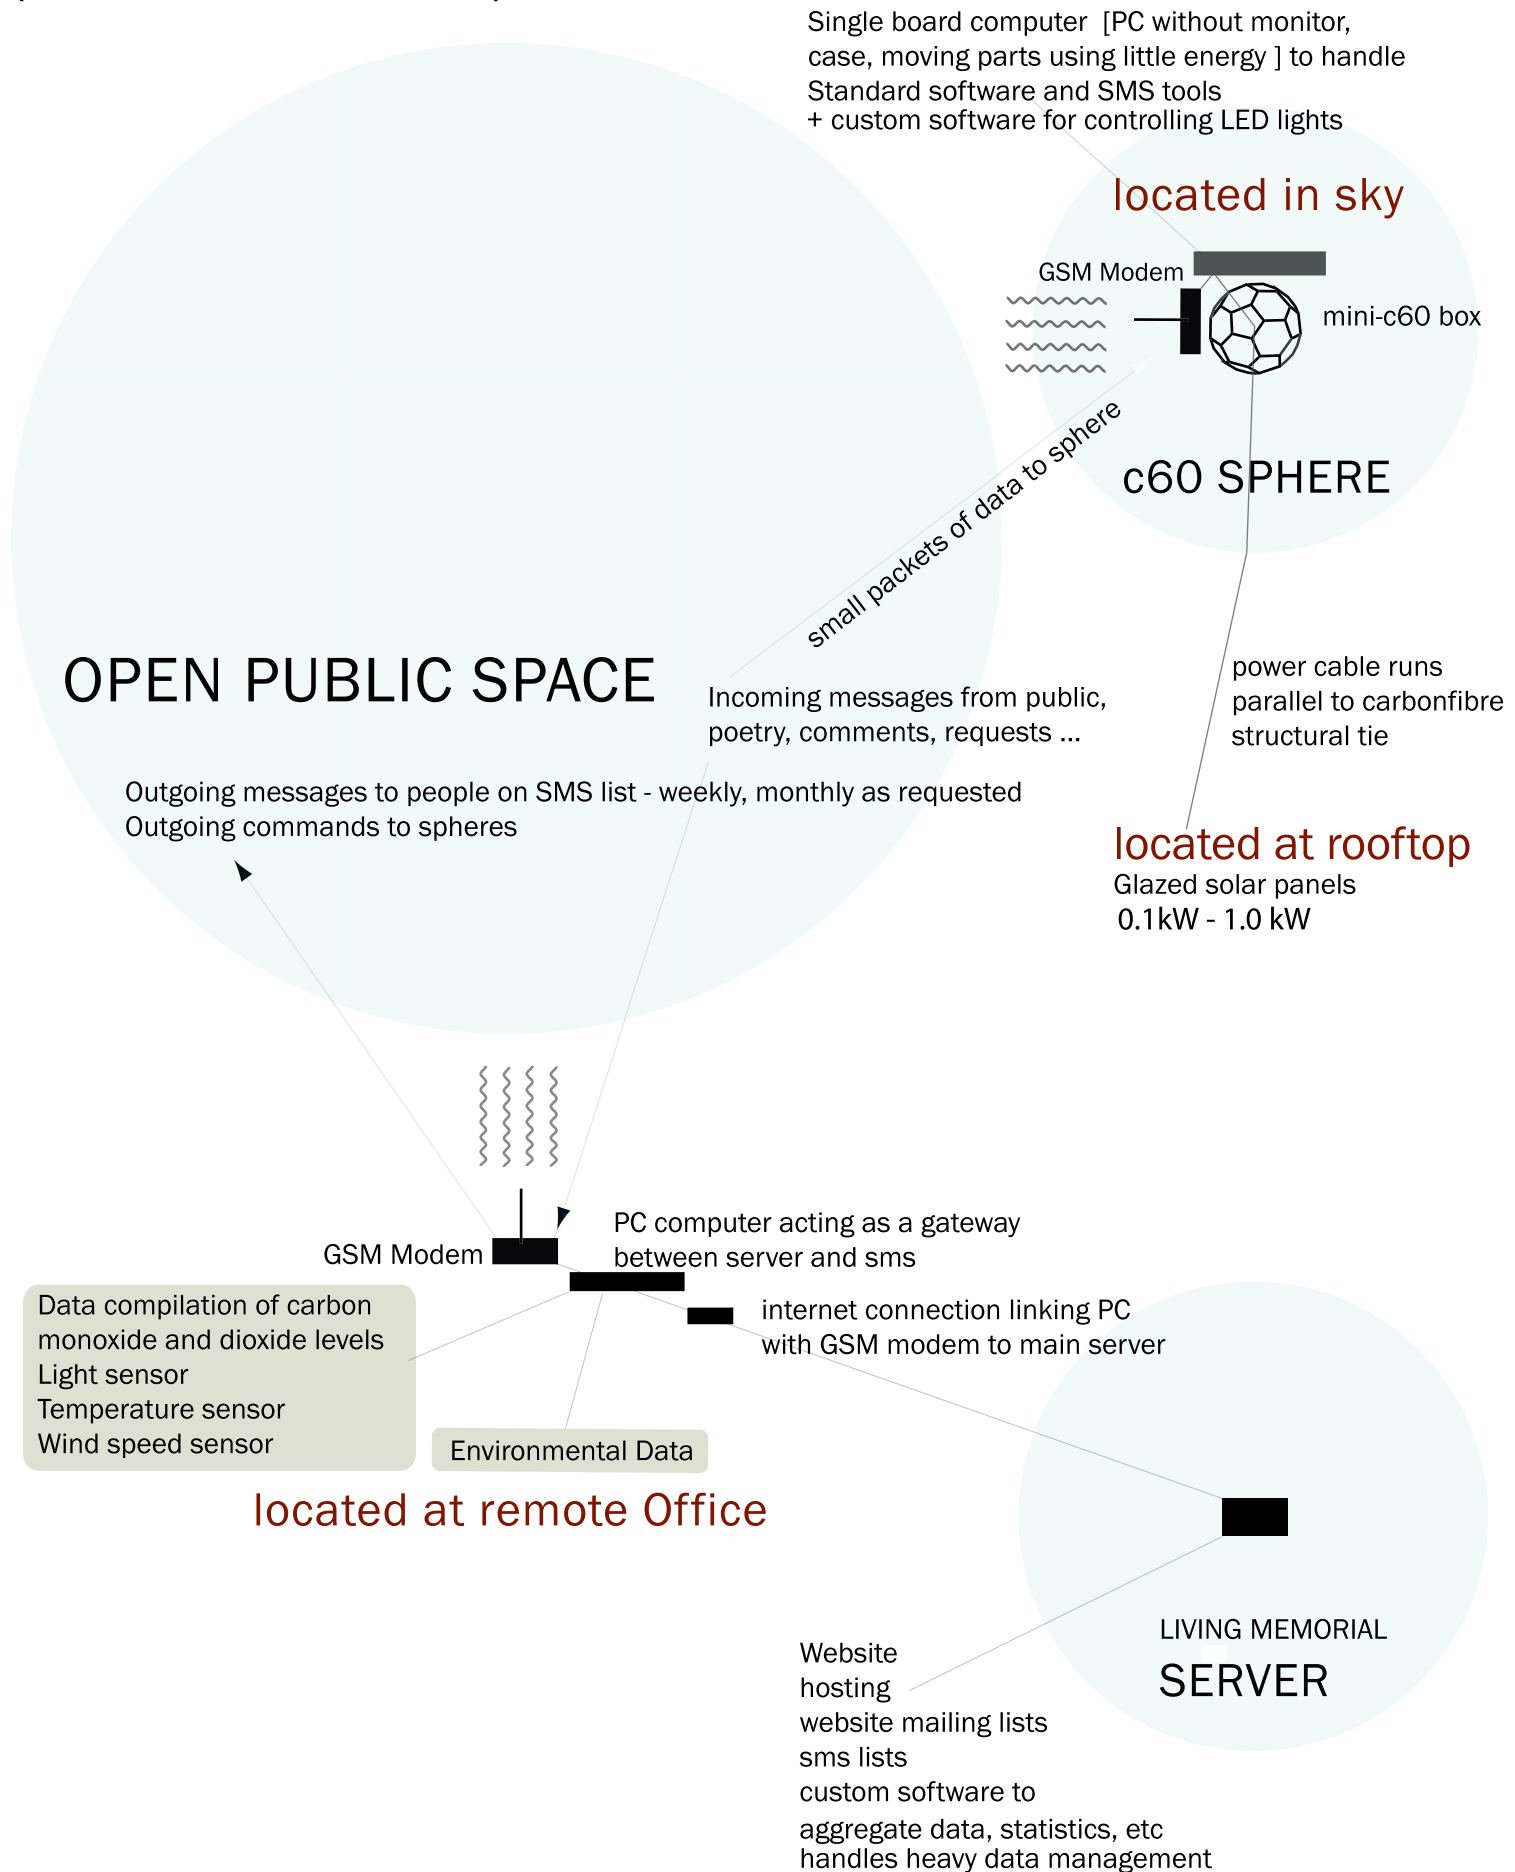 Single board computer [PC without monitor,
case, moving parts using little energy ] to handle
Standard software and SMS tools
+ custom software for controlling LED lights
located in sky
GSM Modem
mini-c60 box
c60 SPHERE
small packets of data to sphere
OPEN PUBLIC SPACE
Incoming messages from public,
poetry, comments, requests ...
power cable runs
parallel to carbonfibre
structural tie
Outgoing messages to people on SMS list - weekly, monthly as requested
Outgoing commands to spheres
located at rooftop
Glazed solar panels
0.1kW - 1.0 kW
PC computer acting as a gateway
between server and sms
GSM Modem
Data compilation of carbon
monoxide and dioxide levels
Light sensor
Temperature sensor
Wind speed sensor
internet connection linking PC
with GSM modem to main server
Environmental Data
located at remote Office
LIVING MEMORIAL
SERVER
Website
hosting
website mailing lists
sms lists
custom software to
aggregate data, statistics, etc
handles heavy data management